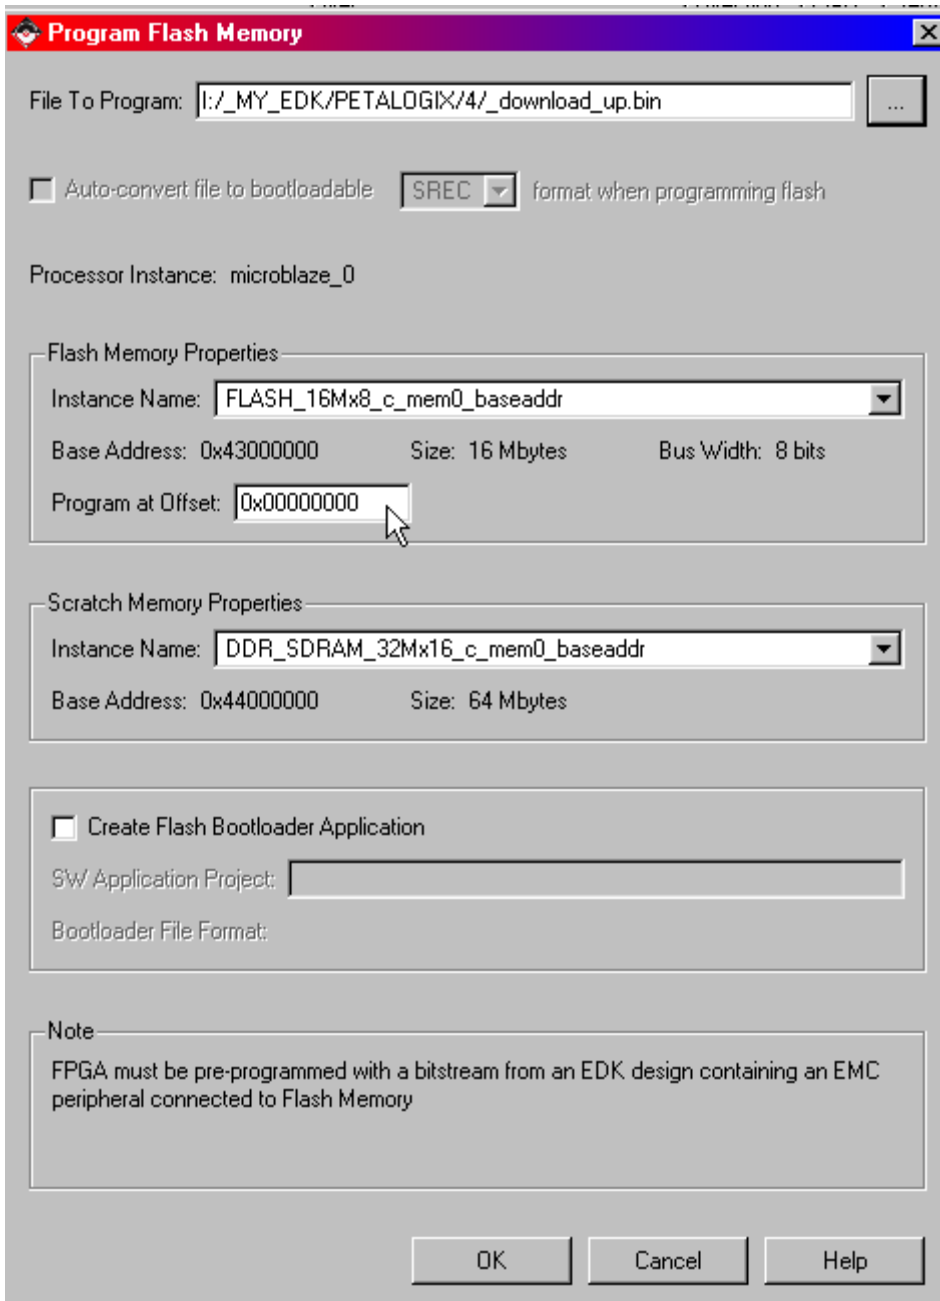 Program Flash Memory
File To Program: I:/_MY_EDK/PETALOGIX/4/_download_up.bin ...
Auto-convert file to bootloadable SREC format when programming flash
Processor Instance: microblaze_0
Flash Memory Properties
Instance Name: FLASH_16Mx8_c_mem0_baseaddr
Base Address: 0x43000000 Size: 16 Mbytes Bus Width: 8 bits
Program at Offset: 0x00000000
Scratch Memory Properties
Instance Name: DDR_SDRAM_32Mx16_c_mem0_baseaddr
Base Address: 0x44000000 Size: 64 Mbytes
Create Flash Bootloader Application
SW Application Project:
Bootloader File Format:
Note
FPGA must be pre-programmed with a bitstream from an EDK design containing an EMC
peripheral connected to Flash Memory
OK Cancel Help